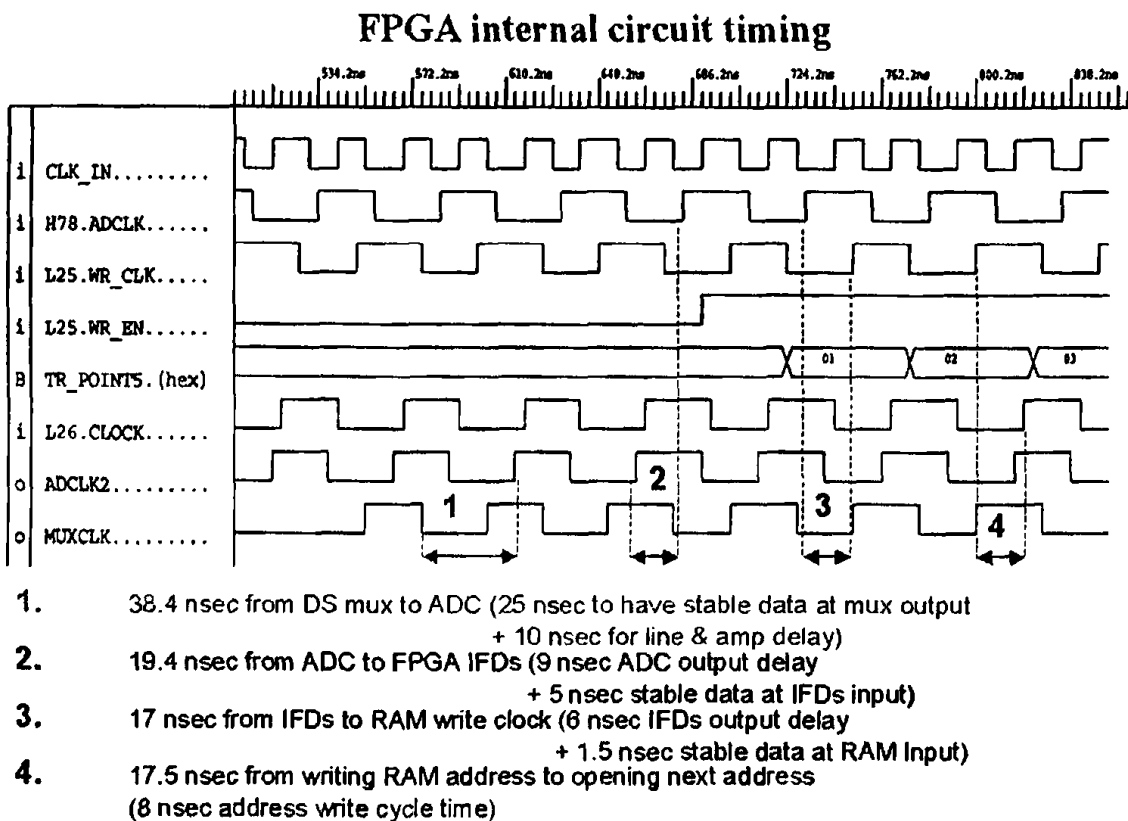 FPGA internal circuit timing
534.2ns 572.2ns 610.2ns 648.2ns 686.2ns 724.2ns 762.2ns 800.2ns 838.2ns
i CLK_IN.........
i H78.ADCLK......
i L25.WR_CLK.....
i L25.WR_EN......
01 02 03
B TR_POINTS.(hex)
i L26.CLOCK......
o ADCLK2.........
1 2 3 4
o MUXCLK.........
1. 38.4 nsec from DS mux to ADC (25 nsec to have stable data at mux output
+ 10 nsec for line & amp delay)
2. 19.4 nsec from ADC to FPGA IFDs (9 nsec ADC output delay
+ 5 nsec stable data at IFDs input)
3. 17 nsec from IFDs to RAM write clock (6 nsec IFDs output delay
+ 1.5 nsec stable data at RAM Input)
4. 17.5 nsec from writing RAM address to opening next address
(8 nsec address write cycle time)